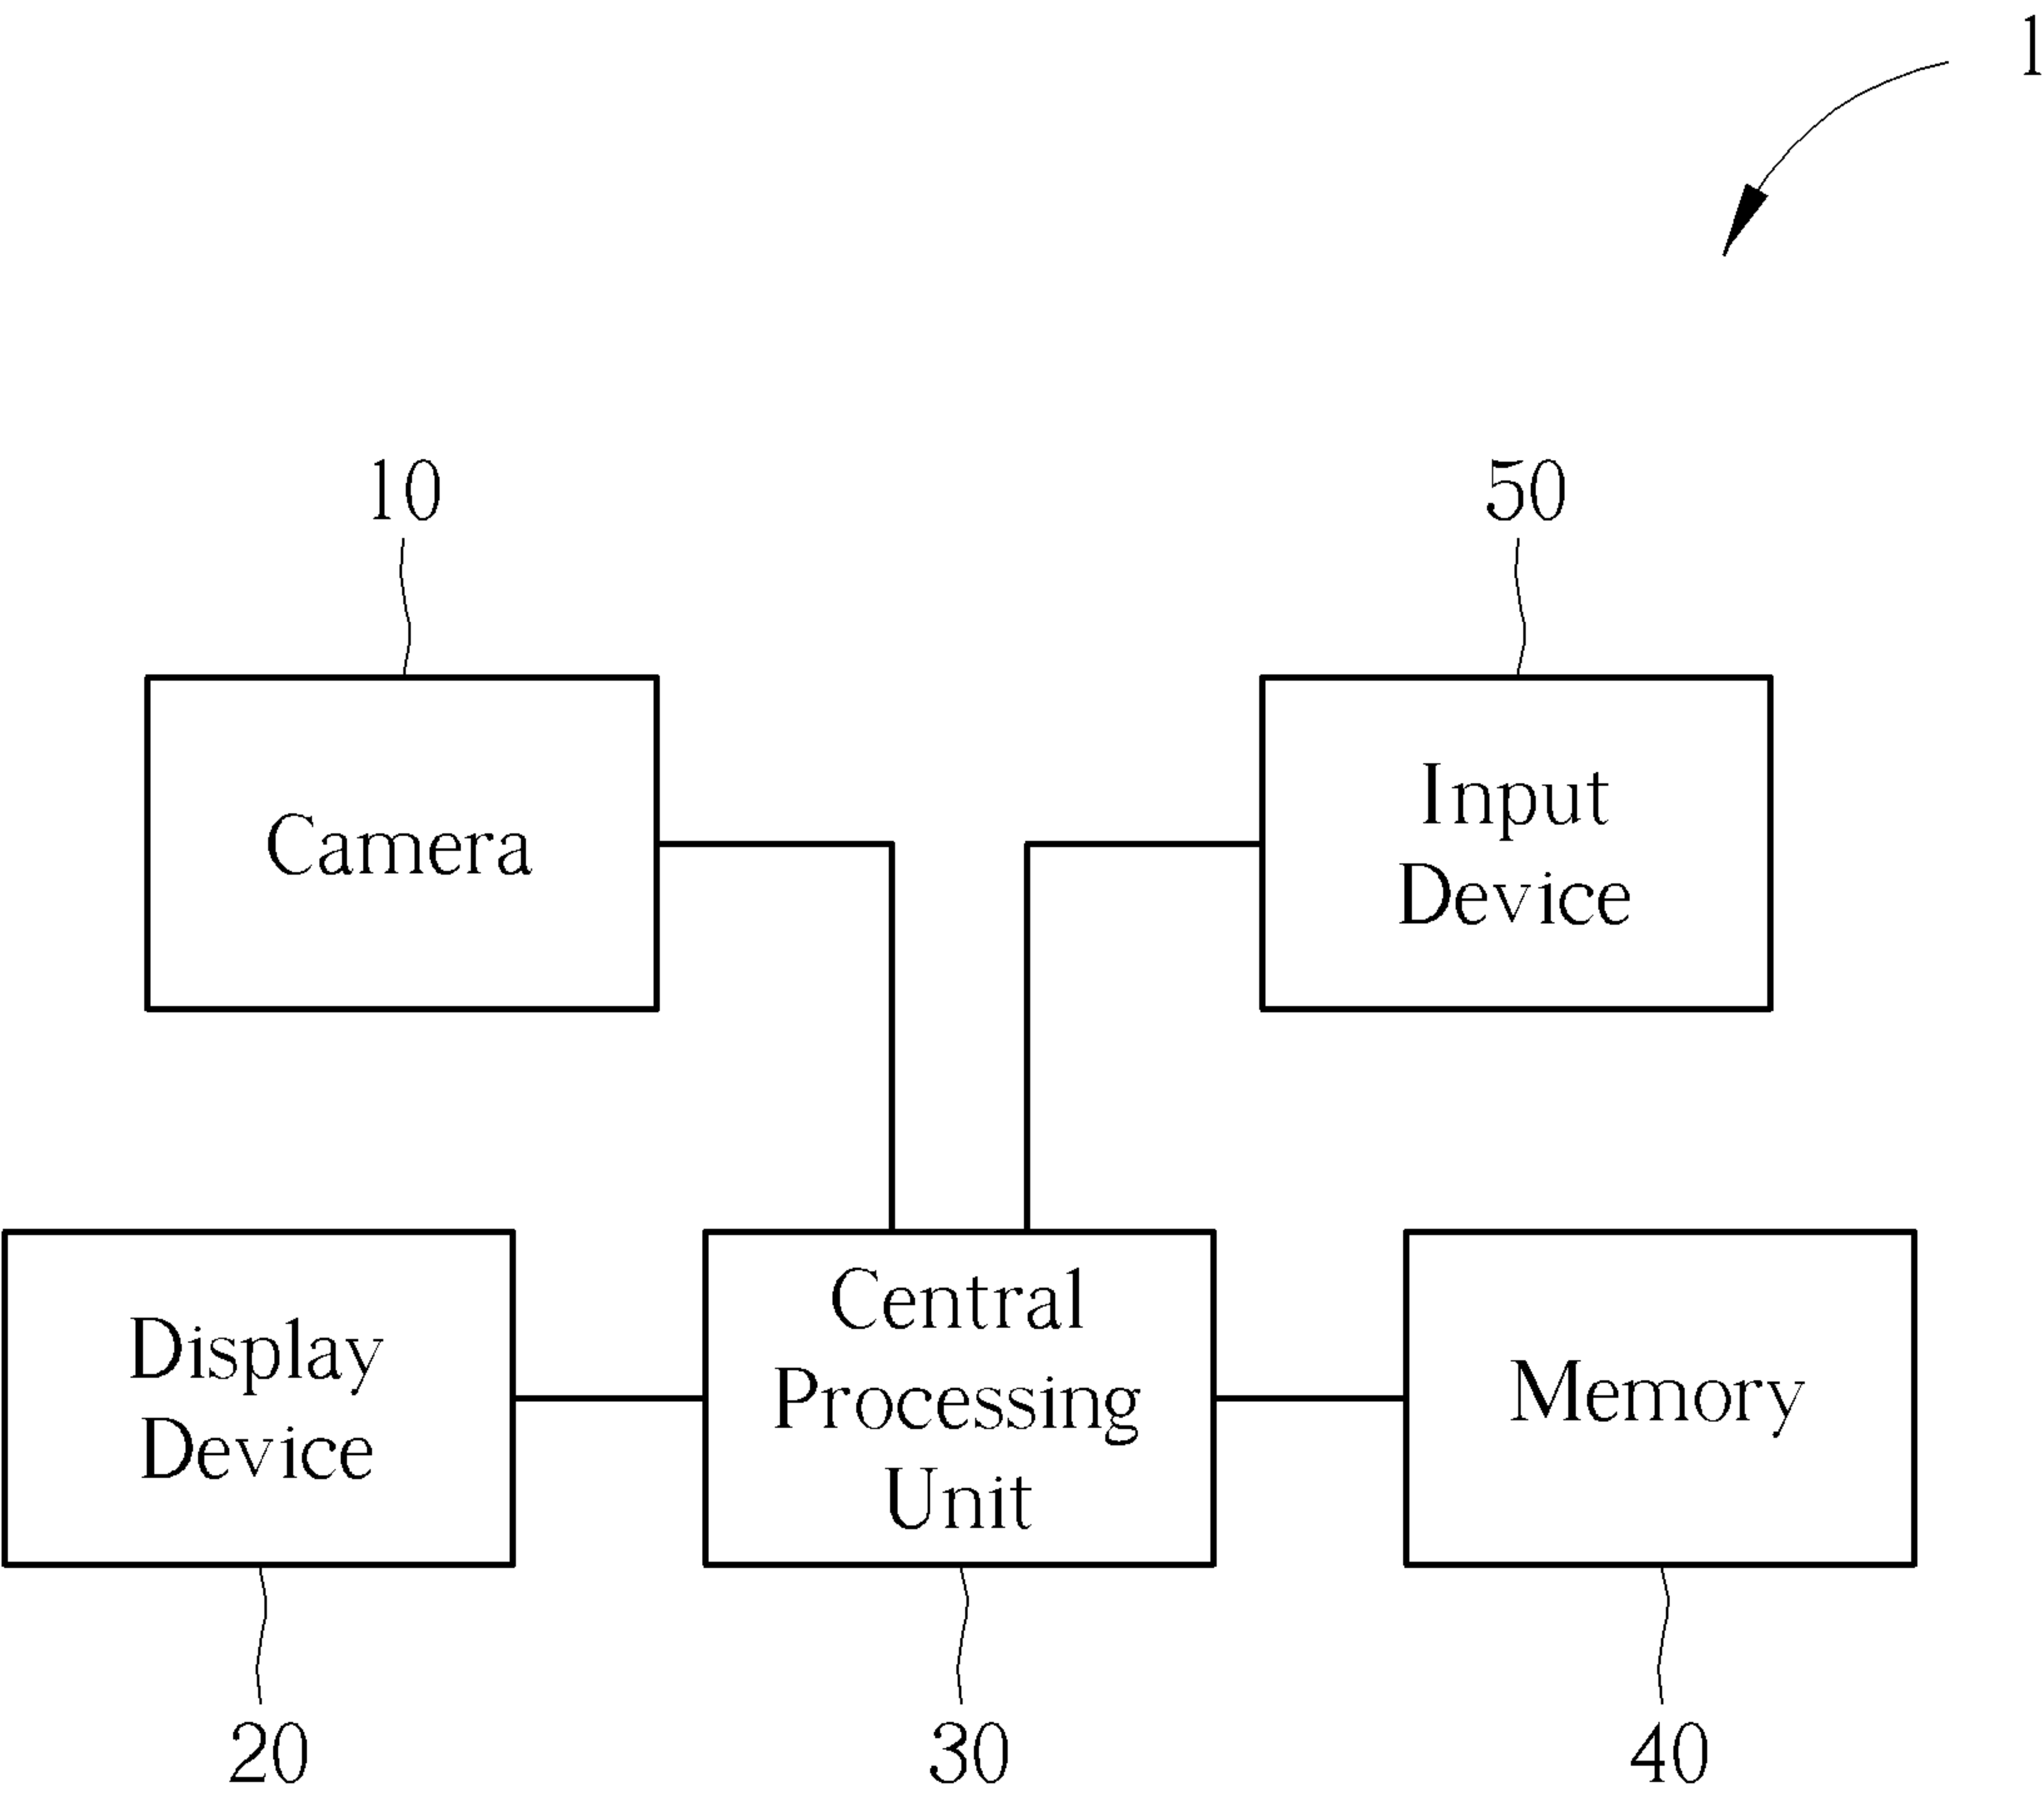 1
10
50
Camera
Input
Device
Display
Device
Central
Processing
Unit
Memory
20
30
40